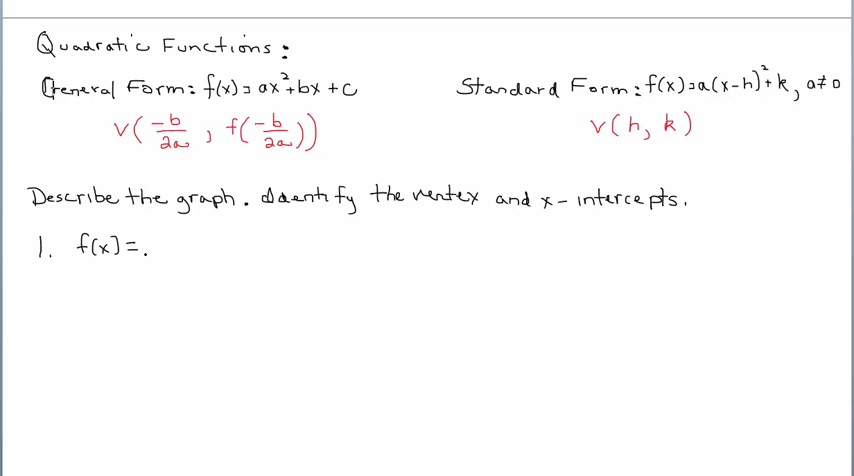 Quadratic Functions:
General Form: f(x) = ax²+bx+c
Standard Form: f(x) = a(x-h)²+k, a≠0
V(-b/2a, f(-b/2a))
V(h, k)
Describe the graph. Identify the vertex and x-intercepts.
1. f(x) = .